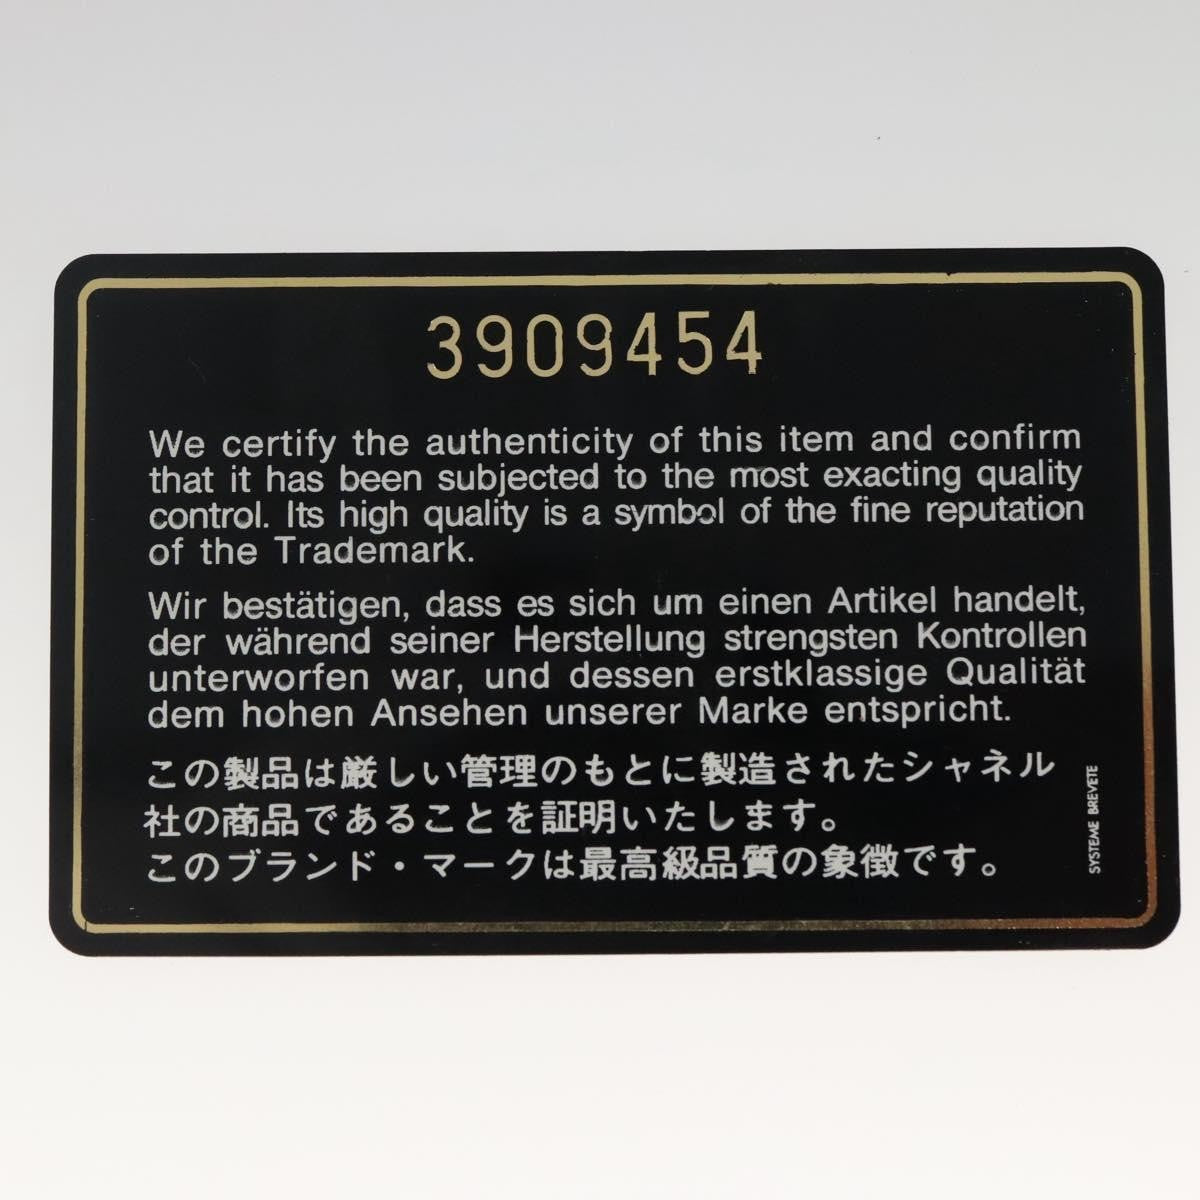 3909454
We certify the authenticity of this item and confirm
that it has been subjected to the most exacting quality
control. Its high quality is a symbol of the fine reputation
of the Trademark.
Wir bestätigen, dass es sich um einen Artikel handelt,
der während seiner Herstellung strengsten Kontrollen
unterworfen war, und dessen erstklassige Qualität
dem hohen Ansehen unserer Marke entspricht.
この製品は厳しい管理のもとに製造されたシャネル
社の商品であることを証明いたします。
このブランド・マークは最高級品質の象徴です。
SYSTEME BREVETE